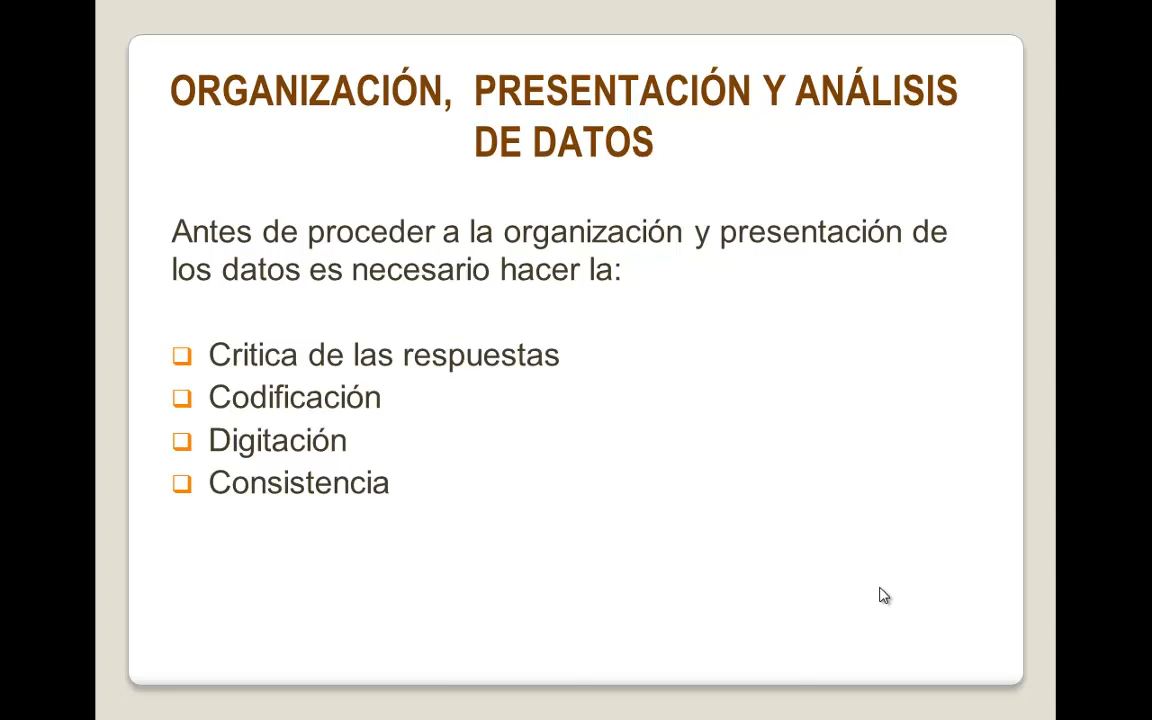 ORGANIZACIÓN, PRESENTACIÓN Y ANÁLISIS
DE DATOS
Antes de proceder a la organización y presentación de
los datos es necesario hacer la:
Critica de las respuestas
Codificación
Digitación
Consistencia